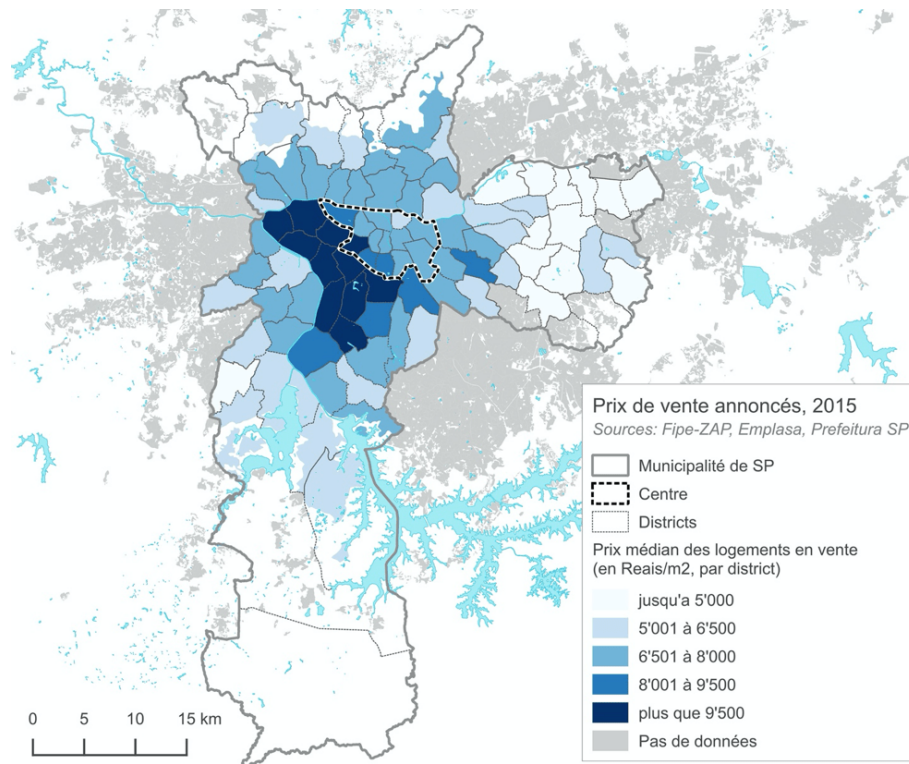 Prix de vente annoncés, 2015
Sources: Fipe-ZAP, Emplasa, Prefeitura SP
Municipalité de SP
Centre
Districts
Prix médian des logements en vente
(en Reais/m2, par district)
jusqu'a 5'000
5'001 à 6'500
6'501 à 8'000
8'001 à 9'500
plus que 9'500
Pas de données
0 5 10 15 km